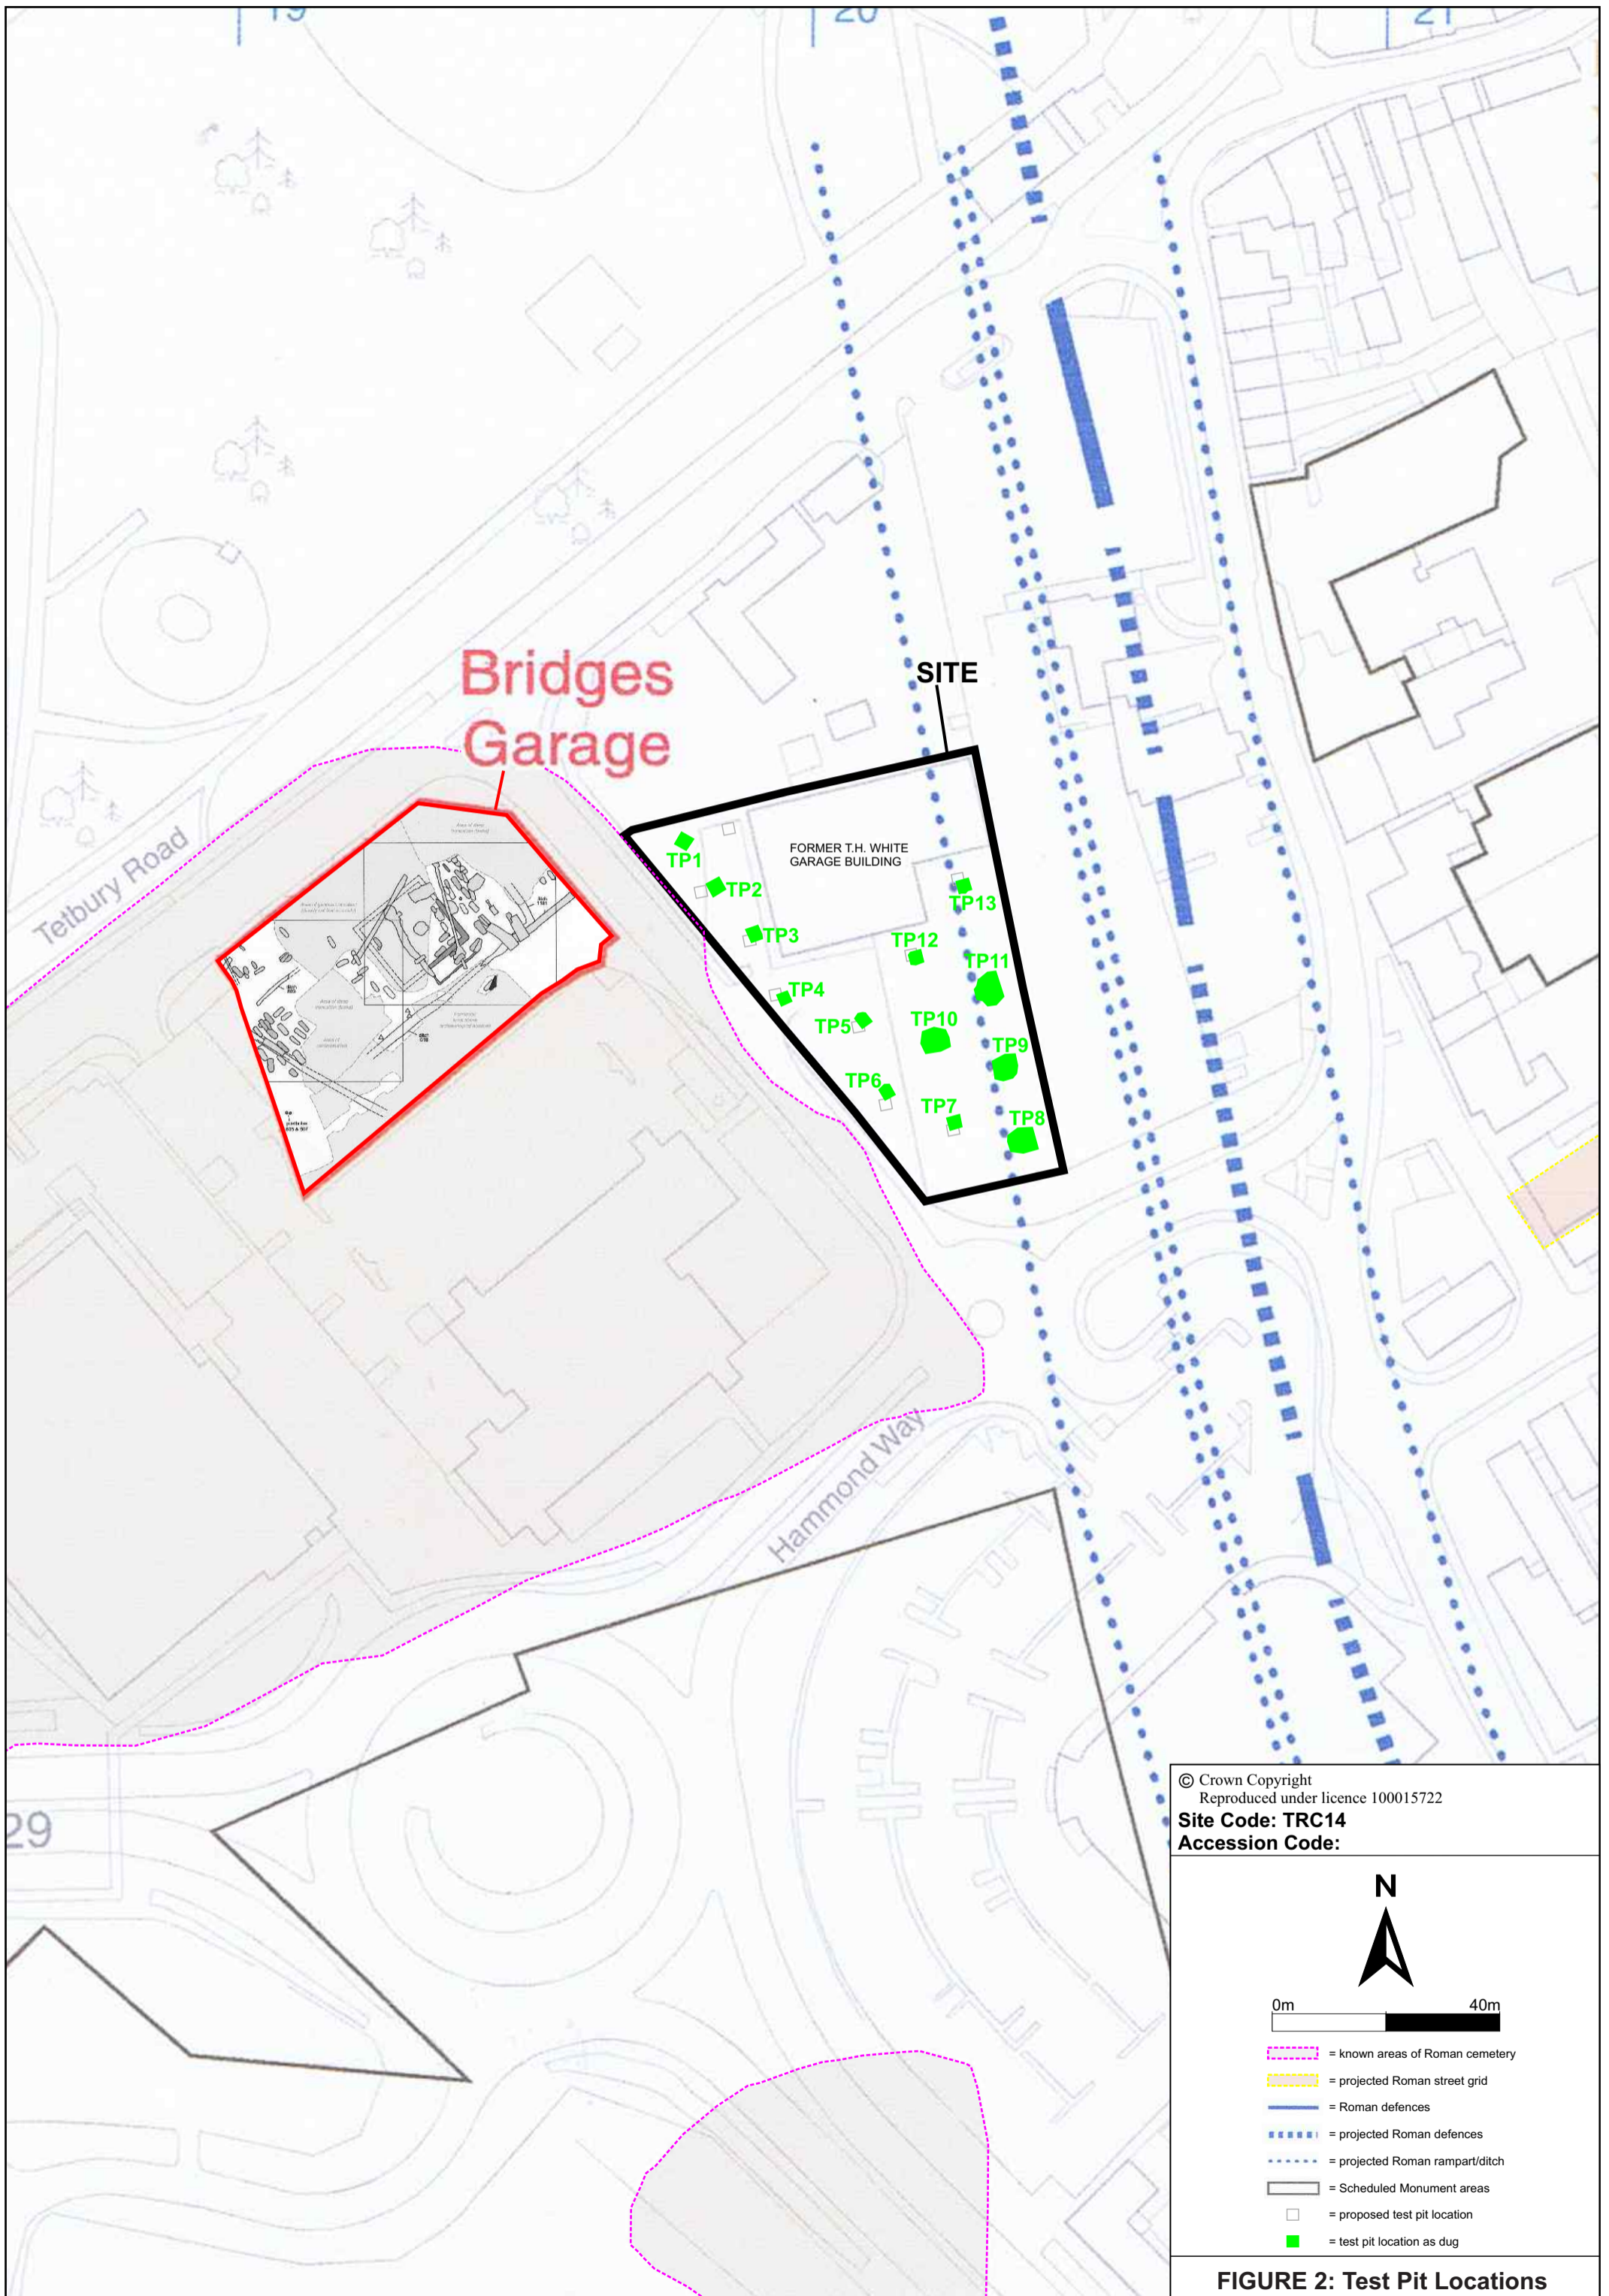 19
20
21
Bridges
Garage
SITE
Tetbury Road
FORMER T.H. WHITE
GARAGE BUILDING
TP1
TP2
TP3
TP4
TP5
TP6
TP7
TP8
TP9
TP10
TP11
TP12
TP13
Hammond Way
29
© Crown Copyright
Reproduced under licence 100015722
Site Code: TRC14
Accession Code:
N
0m 40m
= known areas of Roman cemetery
= projected Roman street grid
= Roman defences
= projected Roman defences
= projected Roman rampart/ditch
= Scheduled Monument areas
= proposed test pit location
= test pit location as dug
FIGURE 2: Test Pit Locations